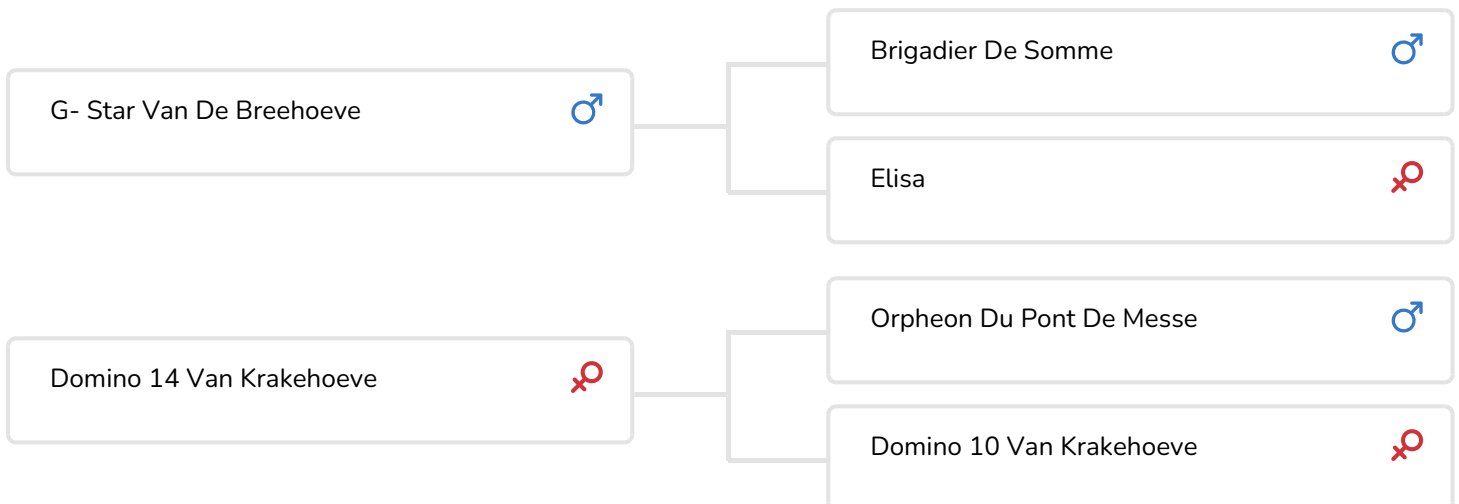 G- Star Van De Breehoeve
Brigadier De Somme
Elisa
Domino 14 Van Krakehoeve
Orpheon Du Pont De Messe
Domino 10 Van Krakehoeve